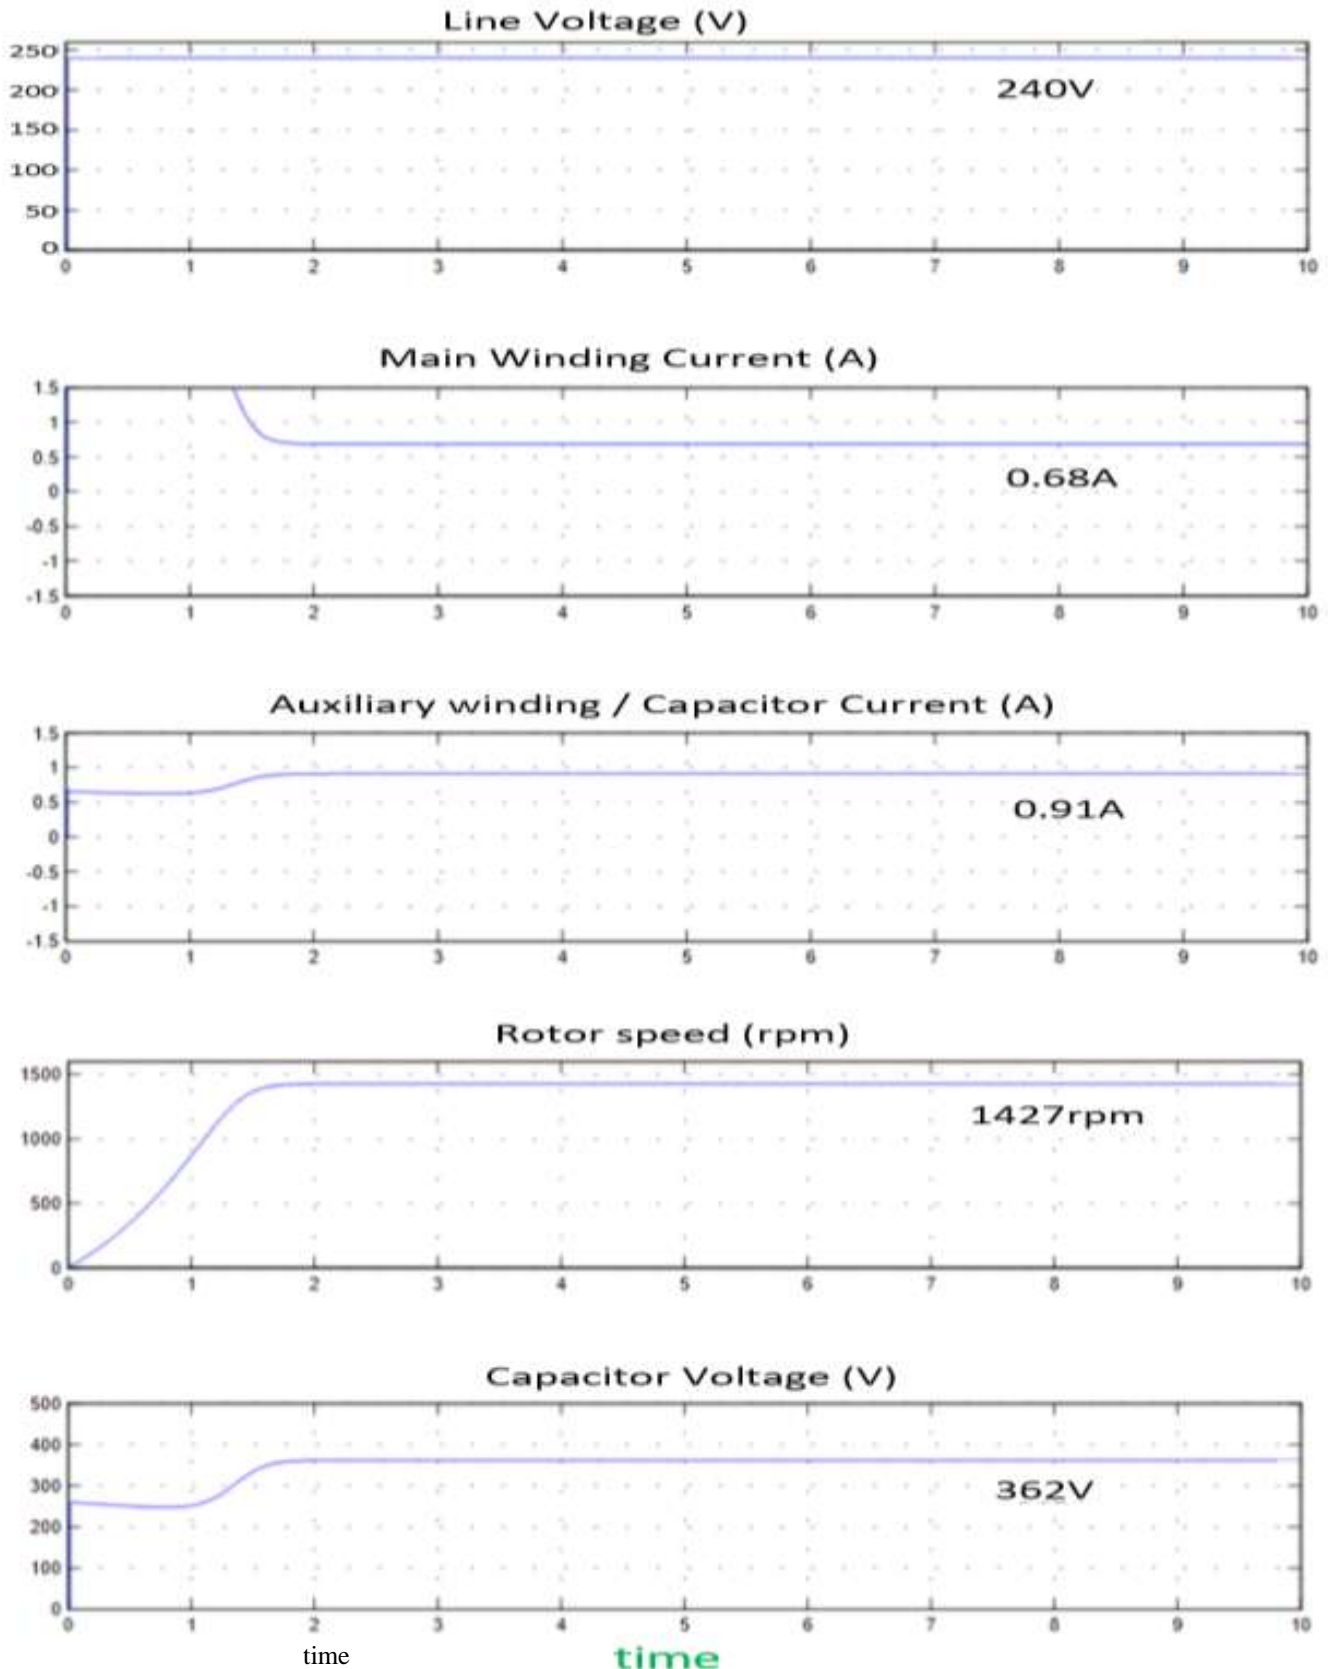 Line Voltage (V)
250
200
240V
150
100
50
0
0 1 2 3 4 5 6 7 8 9 10
Main Winding Current (A)
1.5
1
0.5
0.68A
0
-0.5
-1
-1.5
0 1 2 3 4 5 6 7 8 9 10
Auxiliary winding / Capacitor Current (A)
1.5
1
0.5
0.91A
0
-0.5
-1
-1.5
0 1 2 3 4 5 6 7 8 9 10
Rotor speed (rpm)
1500
1427rpm
1000
500
0
0 1 2 3 4 5 6 7 8 9 10
Capacitor Voltage (V)
500
400
300
362V
200
100
0
0 1 2 3 4 5 6 7 8 9 10
time time